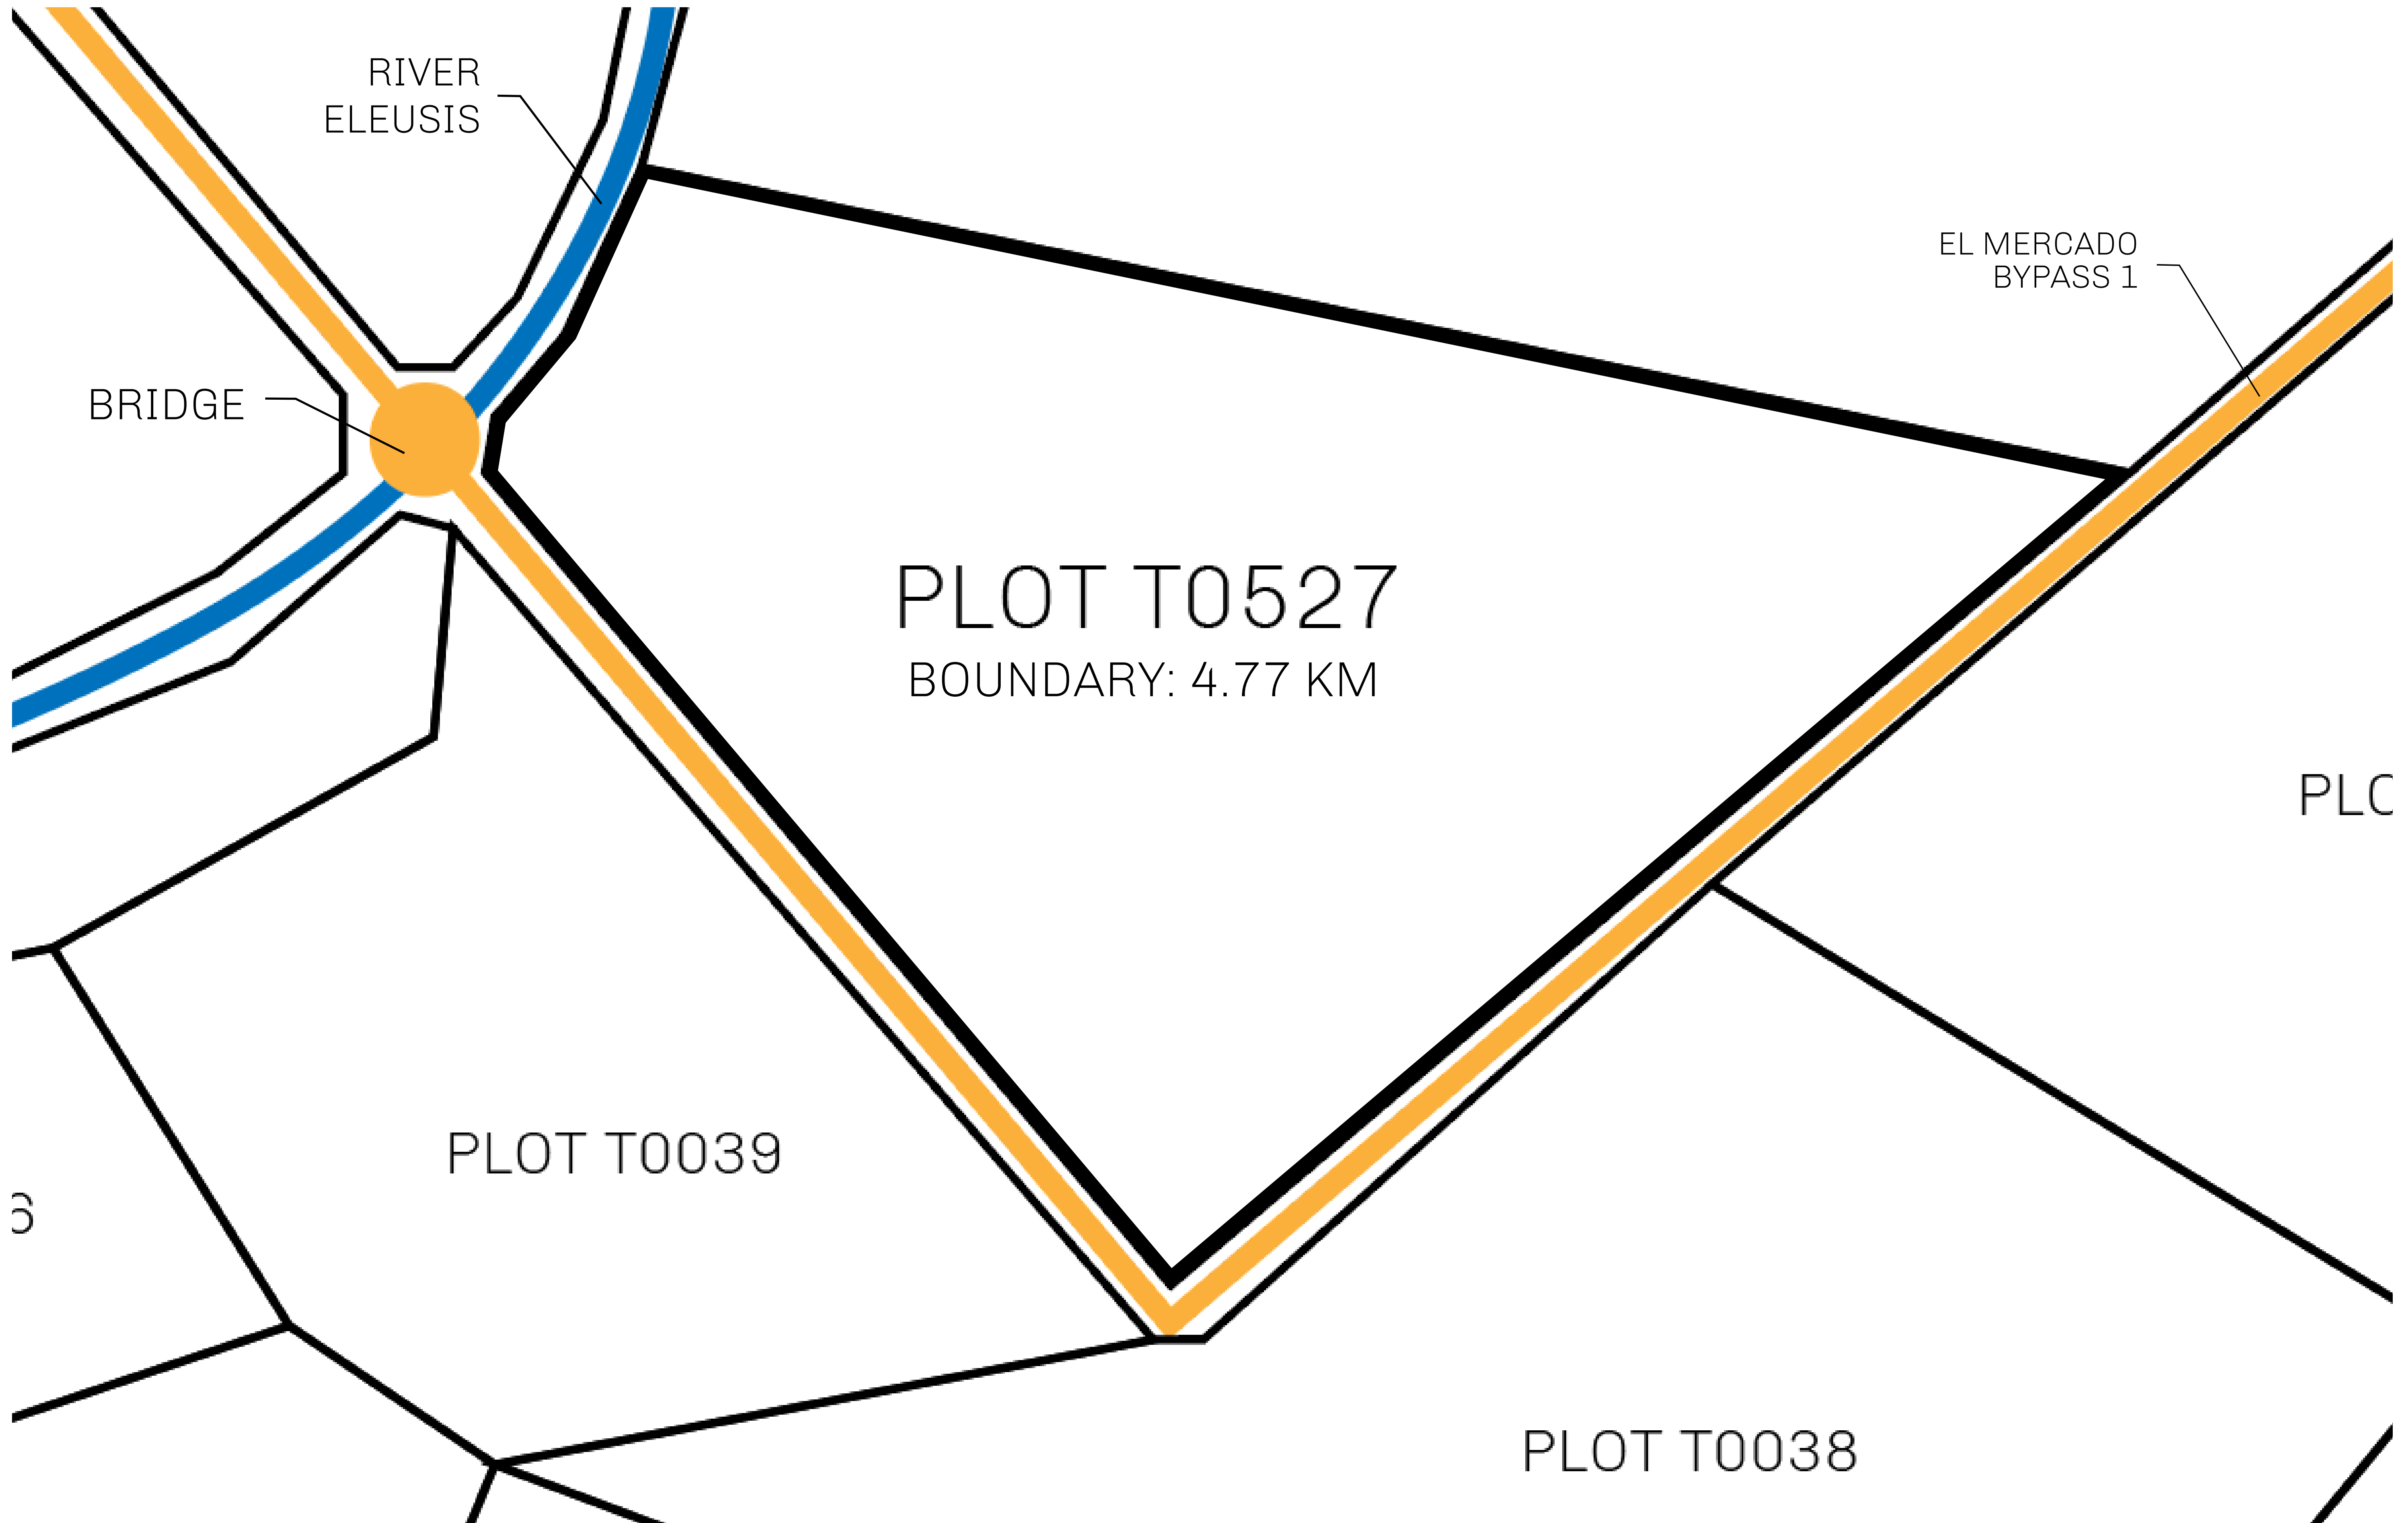 RIVER
ELEUSIS
EL MERCADO
BYPASS 1
BRIDGE
PLOT T0527
BOUNDARY: 4.77 KM
PLOT T0039
PLOT T0038